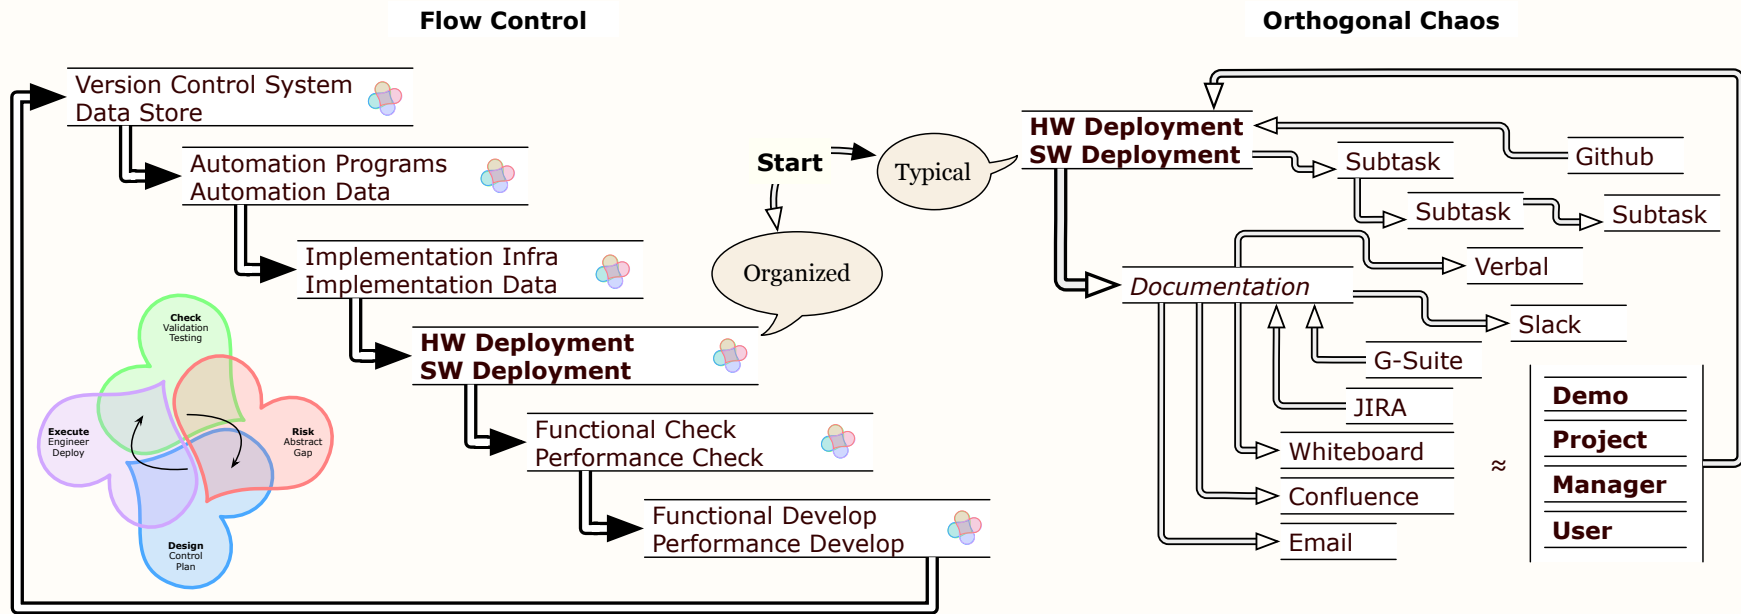 Flow Control
Version Control System
Data Store
Automation Programs
Automation Data
Implementation Infra
Implementation Data
HW Deployment
SW Deployment
Functional Check
Performance Check
Functional Develop
Performance Develop
Check
Validation
Testing
Execute
Engineer
Deploy
Risk
Abstract
Gap
Design
Control
Plan
Start
Typical
Organized
Orthogonal Chaos
HW Deployment
SW Deployment
Github
Subtask
Subtask
Subtask
Verbal
Documentation
Slack
G-Suite
JIRA
Whiteboard
Confluence
Email
≈
Demo
Project
Manager
User